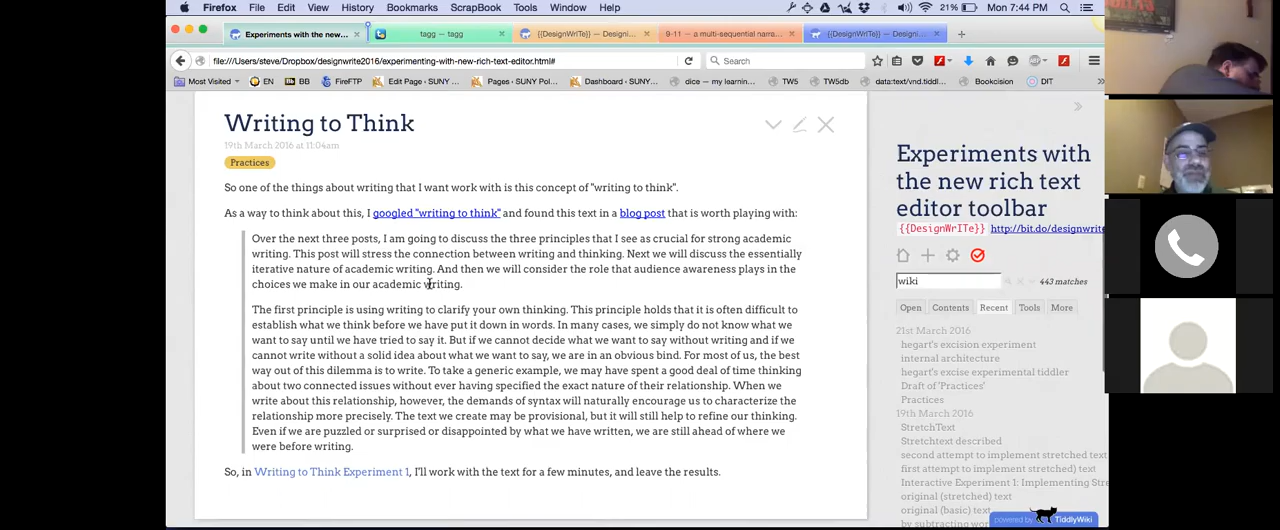 Firefox File Edit View History Bookmarks ScrapBook Tools Window Help 21% Mon 7:44 PM
Experiments with the new... tagg — tagg {{DesignWriTe}} — Designi... 9-11 — a multi-sequential narra... {{DesignWriTe}} — Designi...
file:///Users/steve/Dropbox/designwrite2016/experimenting-with-new-rich-text-editor.html# Search
Most Visited EN BB FireFTP Edit Page ‹ SUNY ... Pages ‹ SUNY Pol... Dashboard ‹ SUNY ... dice — my learnin... TW5 TW5 db data:text/vnd.tiddl... Bookcision DIT
Writing to Think
19th March 2016 at 11:04am
Practices
So one of the things about writing that I want work with is this concept of "writing to think".
As a way to think about this, I googled "writing to think" and found this text in a blog post that is worth playing with:
Over the next three posts, I am going to discuss the three principles that I see as crucial for strong academic
writing. This post will stress the connection between writing and thinking. Next we will discuss the essentially
iterative nature of academic writing. And then we will consider the role that audience awareness plays in the
choices we make in our academic writing.
The first principle is using writing to clarify your own thinking. This principle holds that it is often difficult to
establish what we think before we have put it down in words. In many cases, we simply do not know what we
want to say until we have tried to say it. But if we cannot decide what we want to say without writing and if we
cannot write without a solid idea about what we want to say, we are in an obvious bind. For most of us, the best
way out of this dilemma is to write. To take a generic example, we may have spent a good deal of time thinking
about two connected issues without ever having specified the exact nature of their relationship. When we
write about this relationship, however, the demands of syntax will naturally encourage us to characterize the
relationship more precisely. The text we create may be provisional, but it will still help to refine our thinking.
Even if we are puzzled or surprised or disappointed by what we have written, we are still ahead of where we
were before writing.
So, in Writing to Think Experiment 1, I'll work with the text for a few minutes, and leave the results.
Experiments with
the new rich text
editor toolbar
{{DesignWriTe}} http://bit.do/designwrite
wiki 443 matches
Open Contents Recent Tools More
21st March 2016
hegart's excision experiment
internal architecture
hegart's excise experimental tiddler
Draft of 'Practices'
Practices
19th March 2016
StretchText
Stretchtext described
second attempt to implement stretched text
first attempt to implement stretched) text
Interactive Experiment 1: Implementing Stre
original (stretched) text
original (basic) text
by subtracting
powered by TiddlyWiki